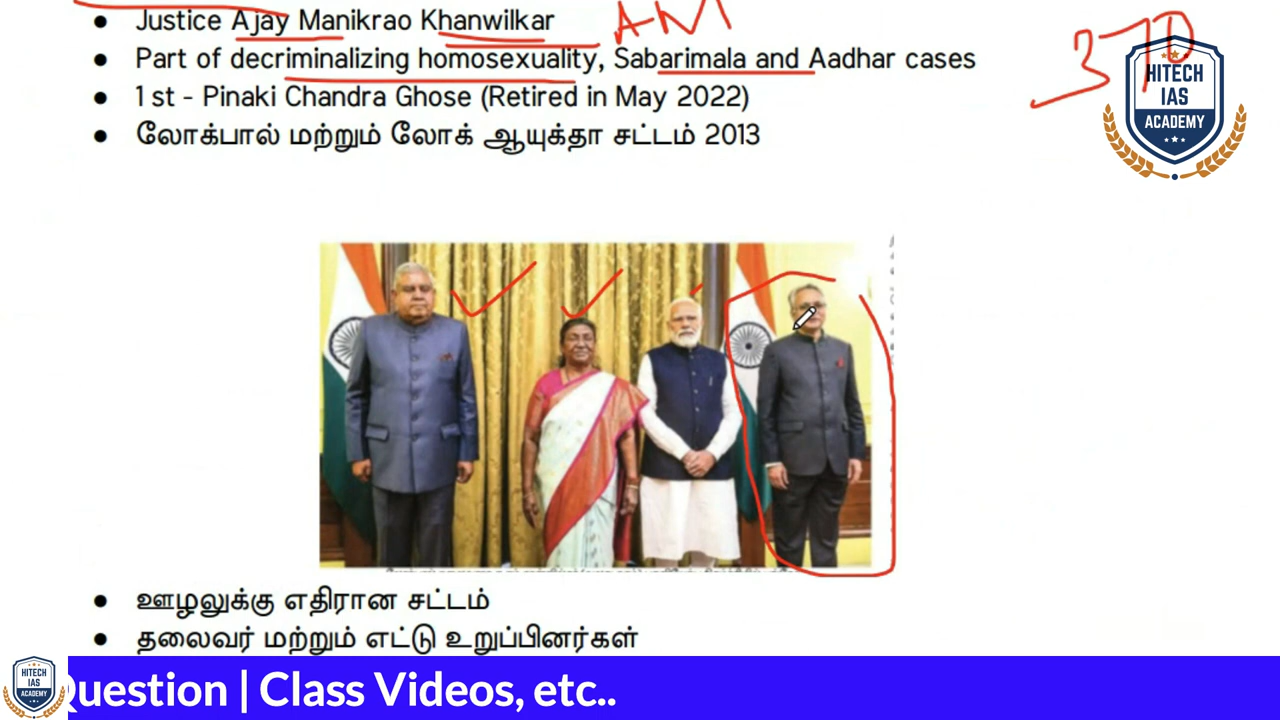 Justice Ajay Manikrao Khanwilkar AM
370
Part of decriminalizing homosexuality, Sabarimala and Aadhar cases
1st - Pinaki Chandra Ghose (Retired in May 2022)
லோக்பால் மற்றும் லோக் ஆயுக்தா சட்டம் 2013
HITECH
IAS
ACADEMY
ஊழலுக்கு எதிரான சட்டம்
தலைவர் மற்றும் எட்டு உறுப்பினர்கள்
HITECH
IAS
ACADEMY
Question | Class Videos, etc..